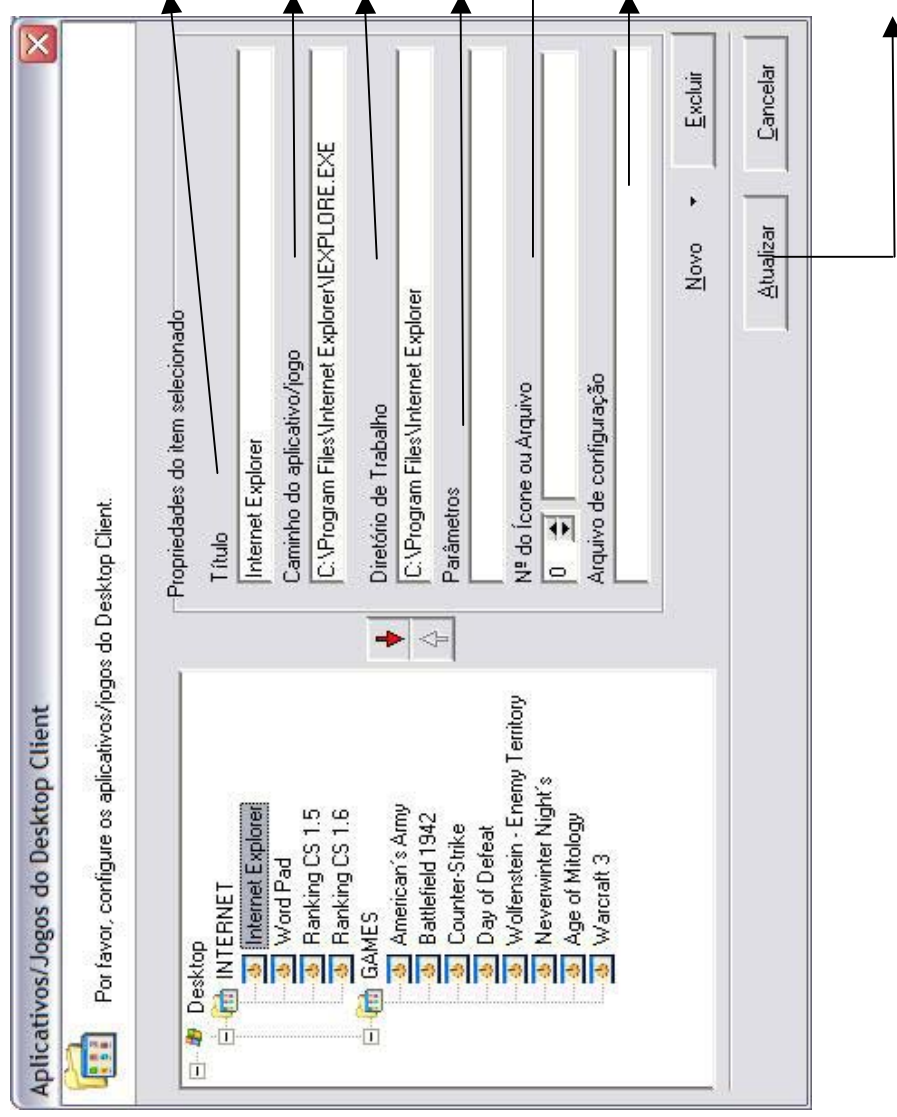 Aplicativos/Jogos do Desktop Client
Por favor, configure os aplicativos/jogos do Desktop Client.
Desktop
INTERNET
Internet Explorer
Word Pad
Ranking CS 1.5
Ranking CS 1.6
GAMES
American´s Army
Battlefield 1942
Counter-Strike
Day of Defeat
Wolfenstein - Enemy Territory
Neverwinter Night´s
Age of Mitology
Warcraft 3
Propriedades do item selecionado
Título
Internet Explorer
Caminho do aplicativo/jogo
C:\Program Files\Internet Explorer\IEXPLORE.EXE
Diretório de Trabalho
C:\Program Files\Internet Explorer
Parâmetros
Nº do Ícone ou Arquivo
0
Arquivo de configuração
Novo
Excluir
Atualizar
Cancelar